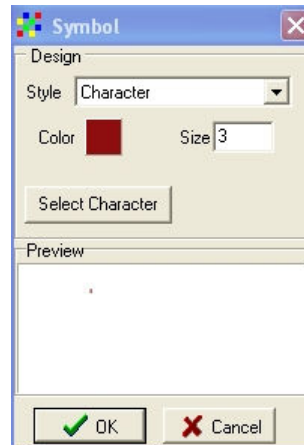 Symbol
Design
Style Character
Color Size 3
Select Character
Preview
OK Cancel